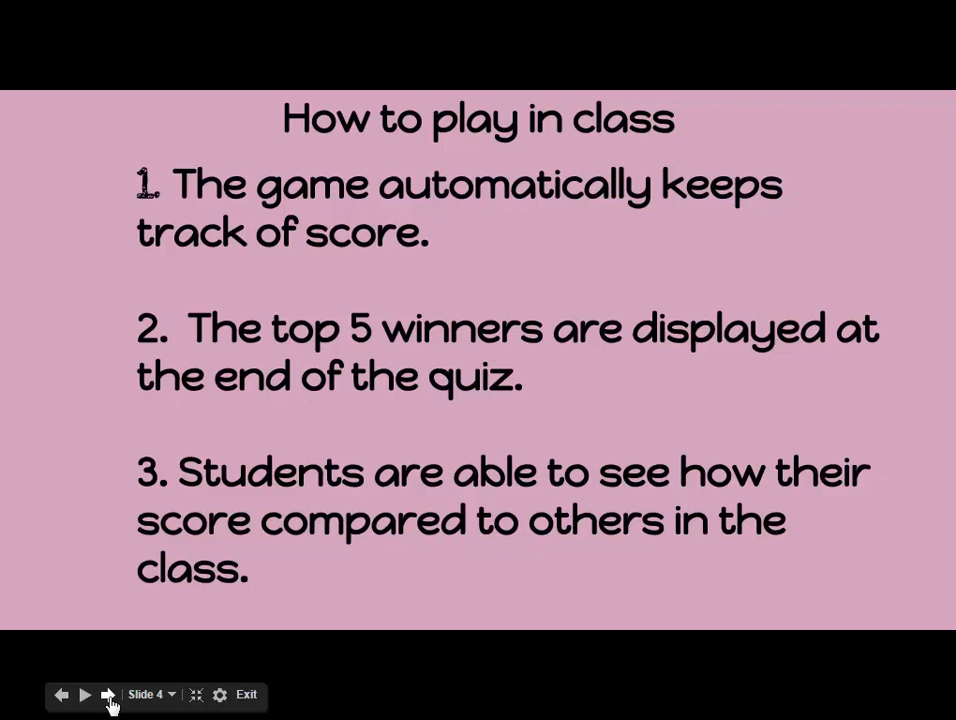 How to play in class
1. The game automatically keeps
track of score.
2. The top 5 winners are displayed at
the end of the quiz.
3. Students are able to see how their
score compared to others in the
class.
Slide 4 Exit